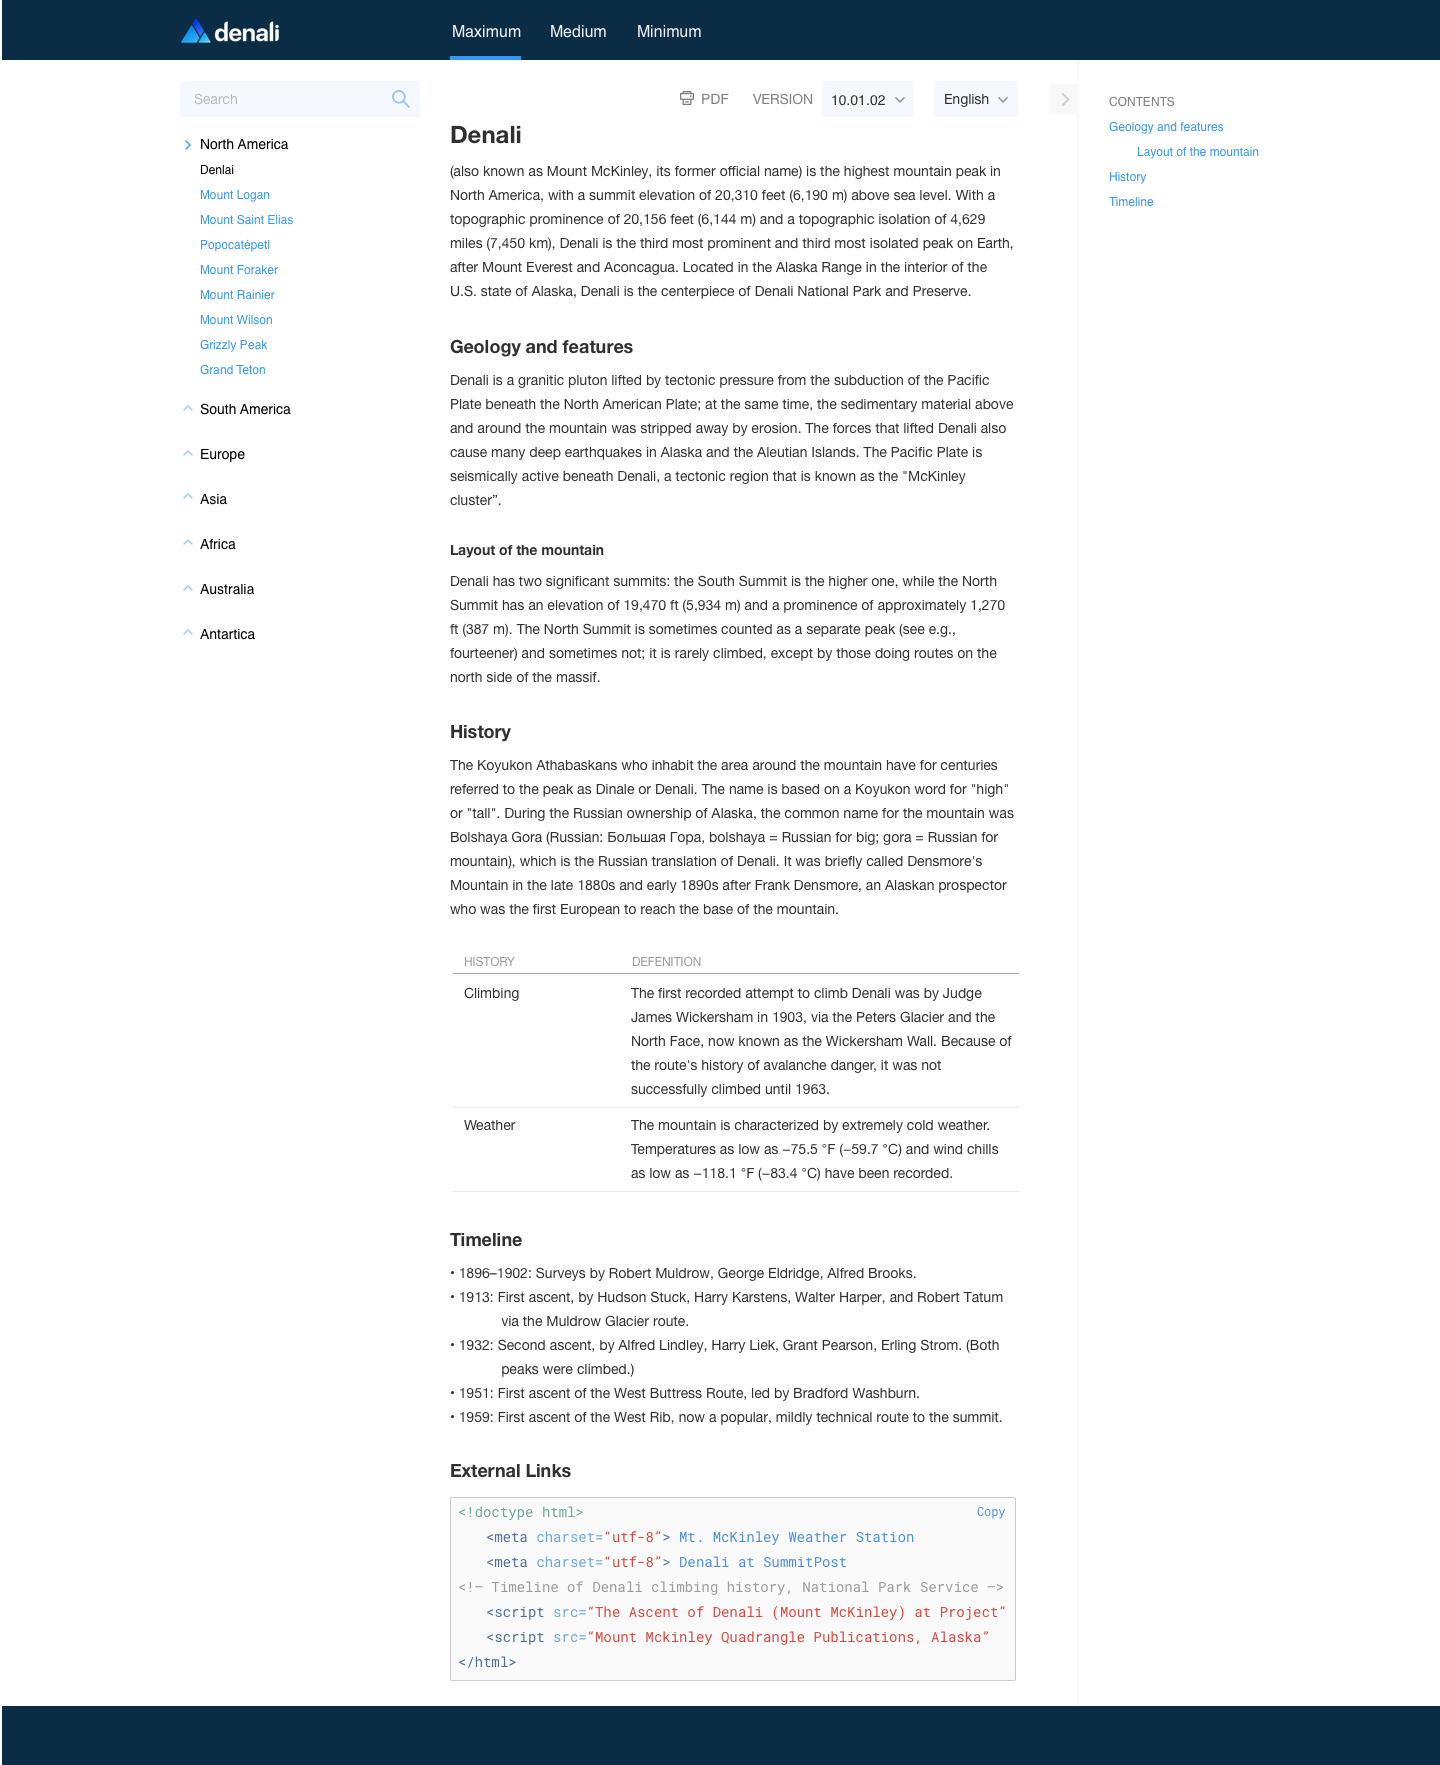 denali
Maximum Medium Minimum
Search
PDF VERSION 10.01.02 English
North America
Denlai
Mount Logan
Mount Saint Elias
Popocatépetl
Mount Foraker
Mount Rainier
Mount Wilson
Grizzly Peak
Grand Teton
South America
Europe
Asia
Africa
Australia
Antartica
Denali
(also known as Mount McKinley, its former official name) is the highest mountain peak in
North America, with a summit elevation of 20,310 feet (6,190 m) above sea level. With a
topographic prominence of 20,156 feet (6,144 m) and a topographic isolation of 4,629
miles (7,450 km), Denali is the third most prominent and third most isolated peak on Earth,
after Mount Everest and Aconcagua. Located in the Alaska Range in the interior of the
U.S. state of Alaska, Denali is the centerpiece of Denali National Park and Preserve.
Geology and features
Denali is a granitic pluton lifted by tectonic pressure from the subduction of the Pacific
Plate beneath the North American Plate; at the same time, the sedimentary material above
and around the mountain was stripped away by erosion. The forces that lifted Denali also
cause many deep earthquakes in Alaska and the Aleutian Islands. The Pacific Plate is
seismically active beneath Denali, a tectonic region that is known as the "McKinley
cluster”.
Layout of the mountain
Denali has two significant summits: the South Summit is the higher one, while the North
Summit has an elevation of 19,470 ft (5,934 m) and a prominence of approximately 1,270
ft (387 m). The North Summit is sometimes counted as a separate peak (see e.g.,
fourteener) and sometimes not; it is rarely climbed, except by those doing routes on the
north side of the massif.
History
The Koyukon Athabaskans who inhabit the area around the mountain have for centuries
referred to the peak as Dinale or Denali. The name is based on a Koyukon word for "high"
or "tall". During the Russian ownership of Alaska, the common name for the mountain was
Bolshaya Gora (Russian: Большая Гора, bolshaya = Russian for big; gora = Russian for
mountain), which is the Russian translation of Denali. It was briefly called Densmore's
Mountain in the late 1880s and early 1890s after Frank Densmore, an Alaskan prospector
who was the first European to reach the base of the mountain.
HISTORY DEFENITION
Climbing The first recorded attempt to climb Denali was by Judge
James Wickersham in 1903, via the Peters Glacier and the
North Face, now known as the Wickersham Wall. Because of
the route's history of avalanche danger, it was not
successfully climbed until 1963.
Weather The mountain is characterized by extremely cold weather.
Temperatures as low as −75.5 °F (−59.7 °C) and wind chills
as low as −118.1 °F (−83.4 °C) have been recorded.
Timeline
• 1896–1902: Surveys by Robert Muldrow, George Eldridge, Alfred Brooks.
• 1913: First ascent, by Hudson Stuck, Harry Karstens, Walter Harper, and Robert Tatum
via the Muldrow Glacier route.
• 1932: Second ascent, by Alfred Lindley, Harry Liek, Grant Pearson, Erling Strom. (Both
peaks were climbed.)
• 1951: First ascent of the West Buttress Route, led by Bradford Washburn.
• 1959: First ascent of the West Rib, now a popular, mildly technical route to the summit.
External Links
<!doctype html> Copy
<meta charset=“utf-8”> Mt. McKinley Weather Station
<meta charset=“utf-8”> Denali at SummitPost
<!— Timeline of Denali climbing history, National Park Service —>
<script src=“The Ascent of Denali (Mount McKinley) at Project”
<script src=“Mount Mckinley Quadrangle Publications, Alaska”
</html>
CONTENTS
Geology and features
Layout of the mountain
History
Timeline